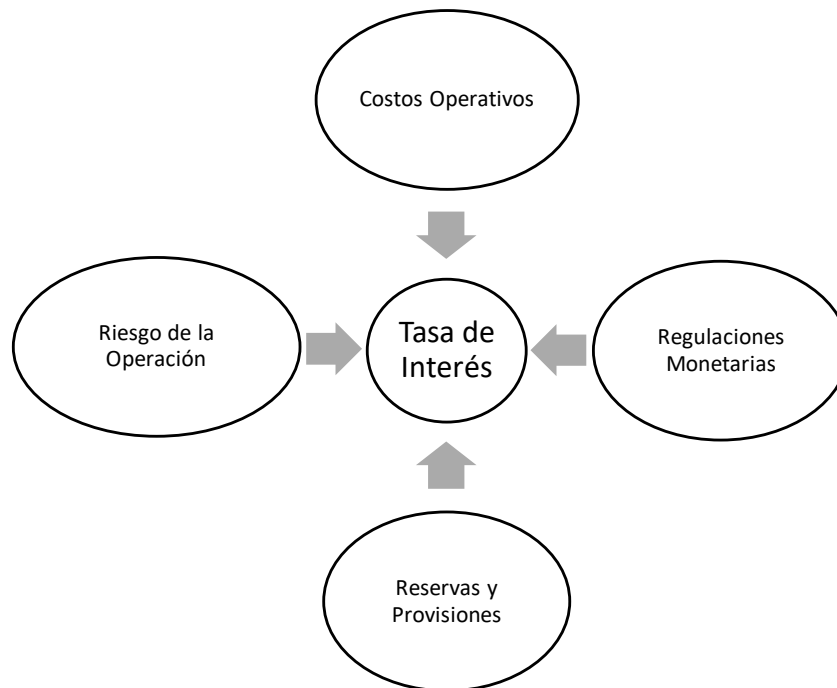 Costos Operativos
Riesgo de la
Operación
Tasa de
Interés
Regulaciones
Monetarias
Reservas y
Provisiones